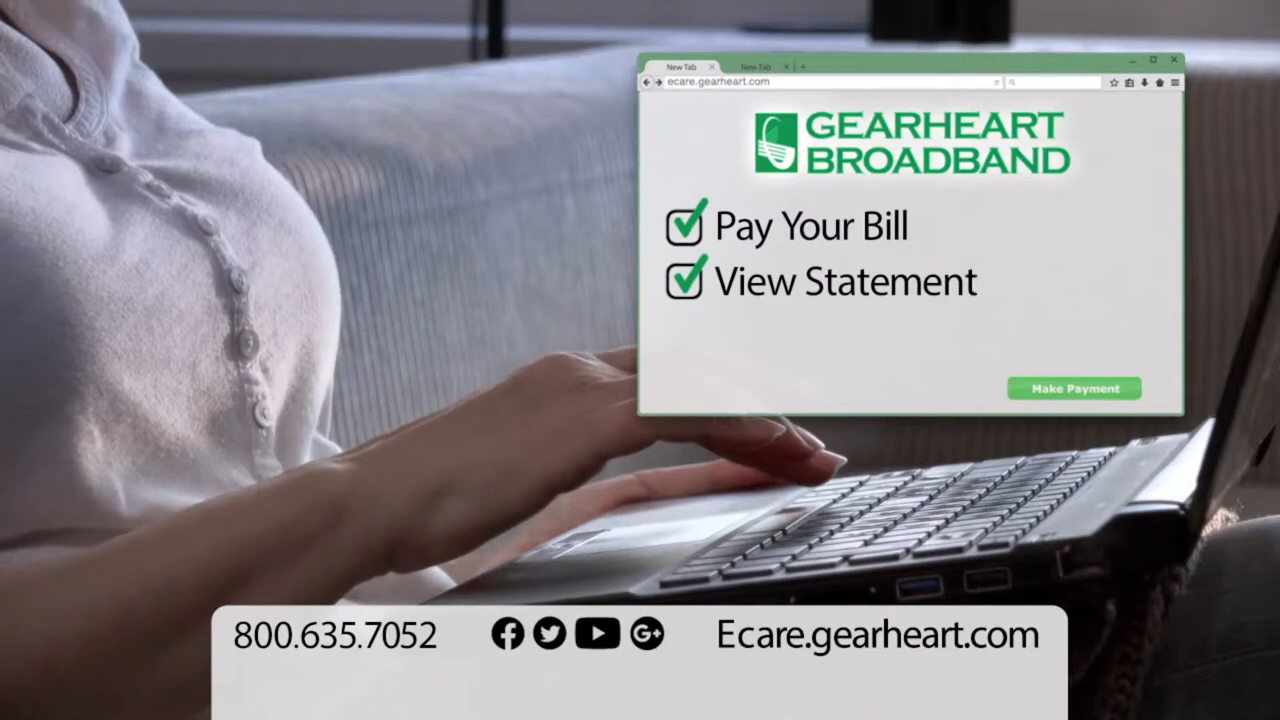 New Tab
New Tab
ecare.gearheart.com
GEARHEART
BROADBAND
Pay Your Bill
View Statement
Make Payment
800.635.7052
Ecare.gearheart.com